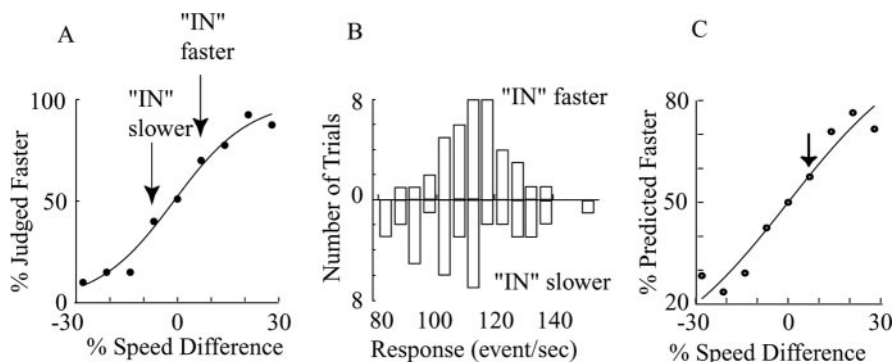 A
"IN"
faster
"IN"
slower
100
50
0
-30
0
30
% Judged Faster
% Speed Difference
B
8
0
8
"IN" faster
"IN" slower
Number of Trials
80
100
120
140
Response (event/sec)
C
80
50
20
-30
0
30
% Predicted Faster
% Speed Difference